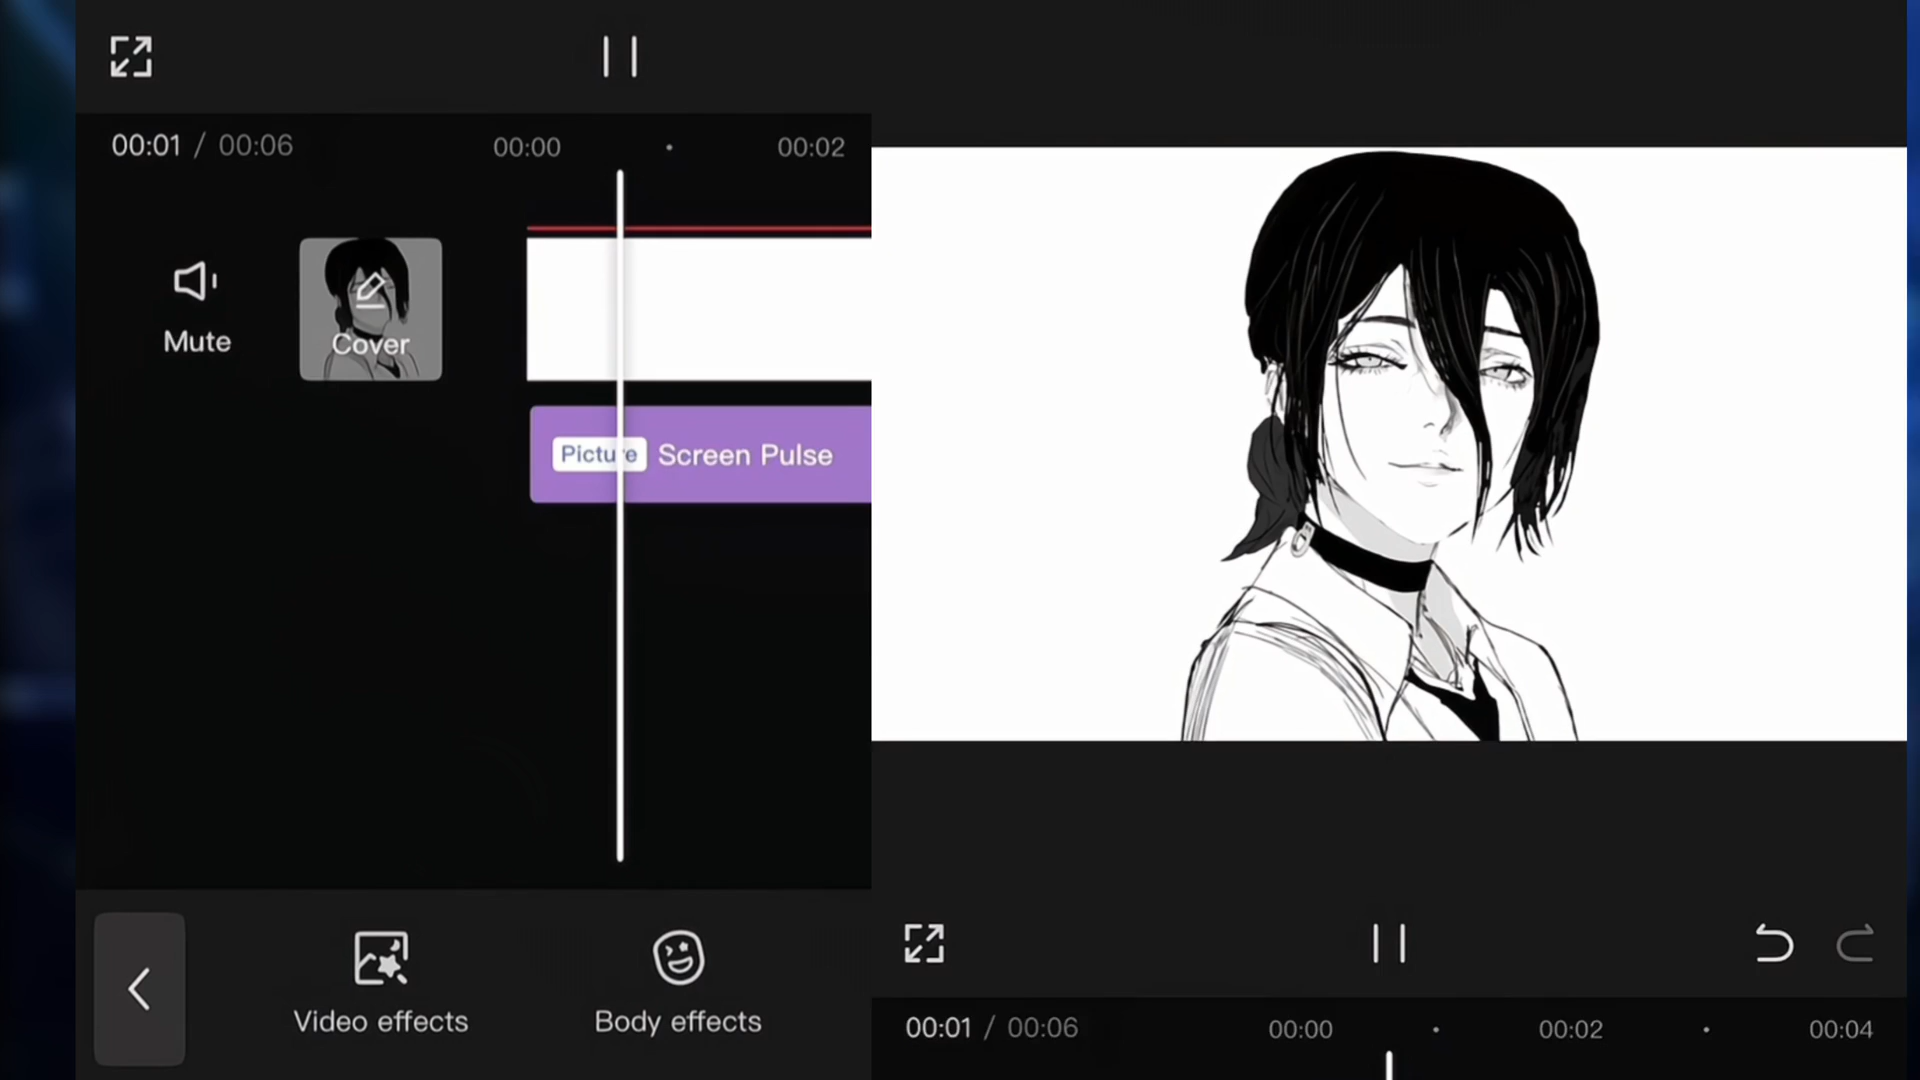 00:01 / 00:06 00:00 00:02
Mute
Cover
Picture Screen Pulse
Video effects
Body effects
00:01 / 00:06 00:00 00:02 00:04